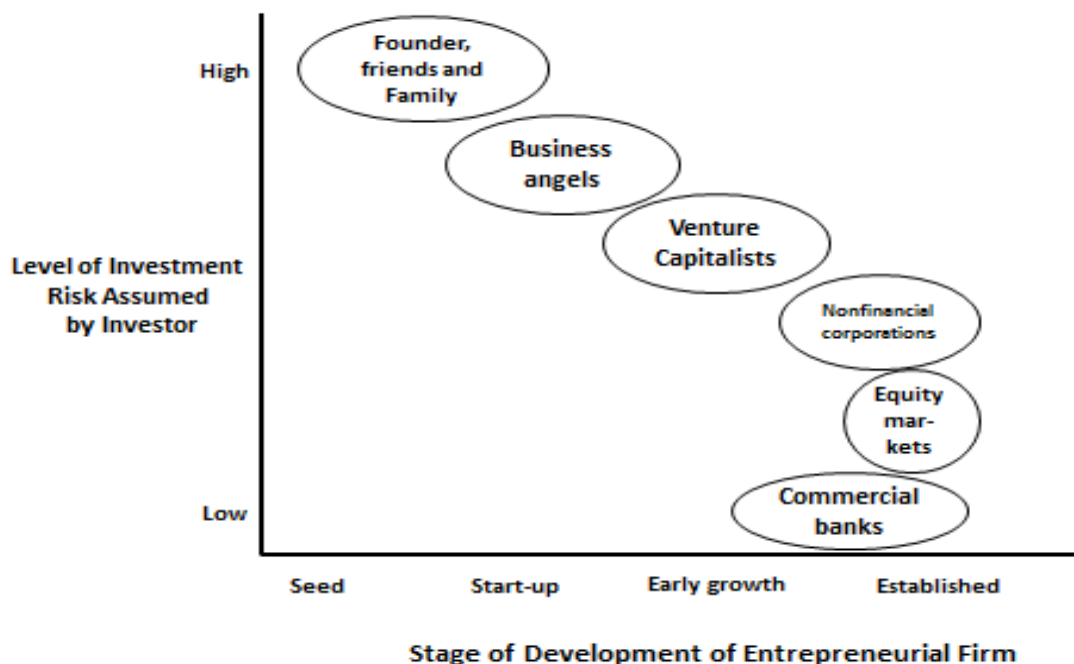 Founder,
friends and
Family
High
Business
angels
Venture
Capitalists
Level of Investment
Risk Assumed
by Investor
Nonfinancial
corporations
Equity
mar-
kets
Commercial
banks
Low
Seed
Start-up
Early growth
Established
Stage of Development of Entrepreneurial Firm